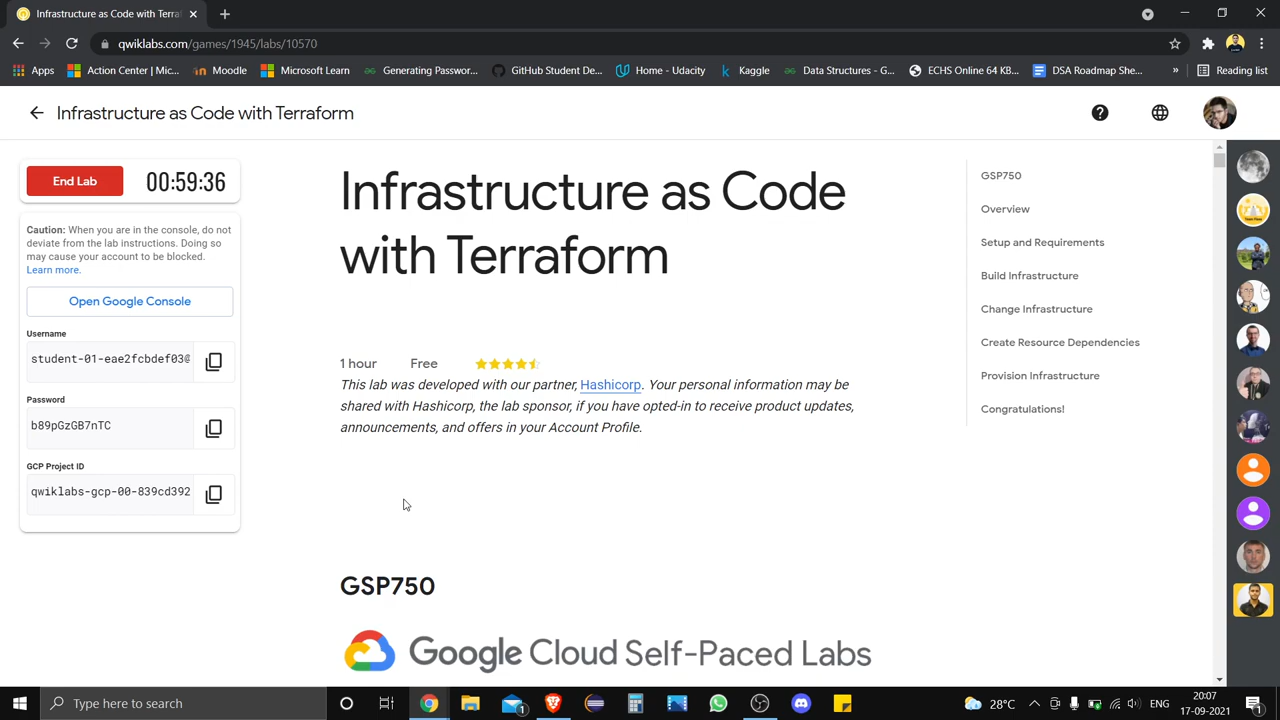 Infrastructure as Code with Terra
qwiklabs.com/games/1945/labs/10570
Apps
Action Center | Mic...
Moodle
Microsoft Learn
Generating Passwor...
GitHub Student De...
Home - Udacity
Kaggle
Data Structures - G...
ECHS Online 64 KB...
DSA Roadmap She...
»
Reading list
Infrastructure as Code with Terraform
End Lab
00:59:36
Caution: When you are in the console, do not
deviate from the lab instructions. Doing so
may cause your account to be blocked.
Learn more.
Open Google Console
Username
student-01-eae2fcbdef03@
Password
b89pGzGB7nTC
GCP Project ID
qwiklabs-gcp-00-839cd392
Infrastructure as Code
with Terraform
1 hour Free
This lab was developed with our partner, Hashicorp. Your personal information may be
shared with Hashicorp, the lab sponsor, if you have opted-in to receive product updates,
announcements, and offers in your Account Profile.
GSP750
Google Cloud Self-Paced Labs
GSP750
Overview
Setup and Requirements
Build Infrastructure
Change Infrastructure
Create Resource Dependencies
Provision Infrastructure
Congratulations!
Type here to search
1
28°C
ENG
20:07
17-09-2021
1